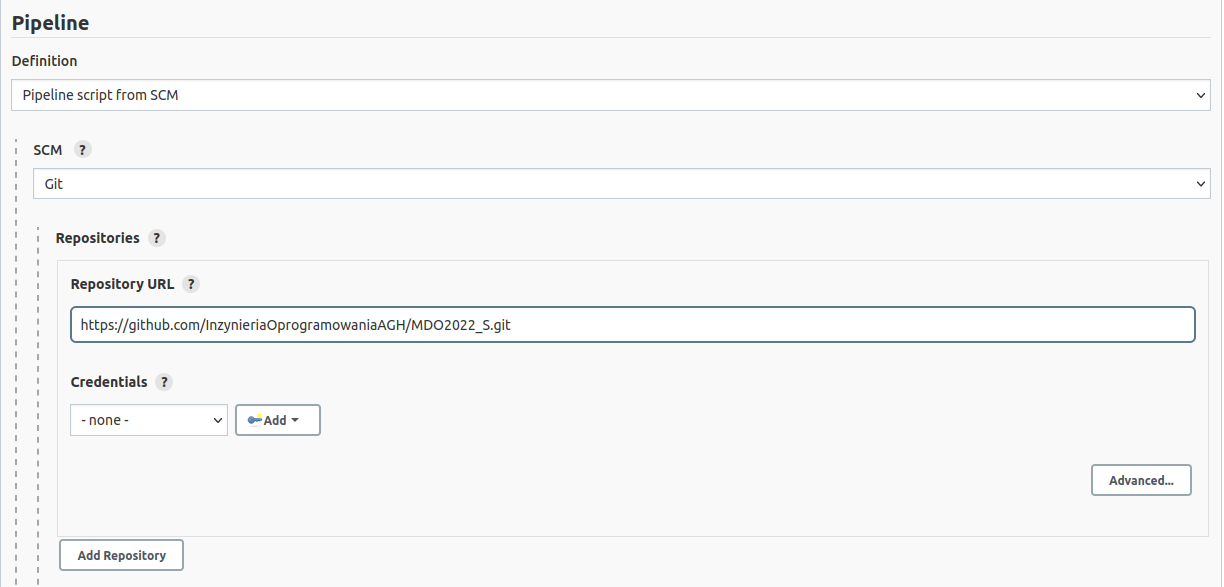 Pipeline
Definition
Pipeline script from SCM
SCM ?
Git
Repositories ?
Repository URL ?
https://github.com/InzynieriaOprogramowaniaAGH/MDO2022_S.git
Credentials ?
- none - Add
Advanced...
Add Repository